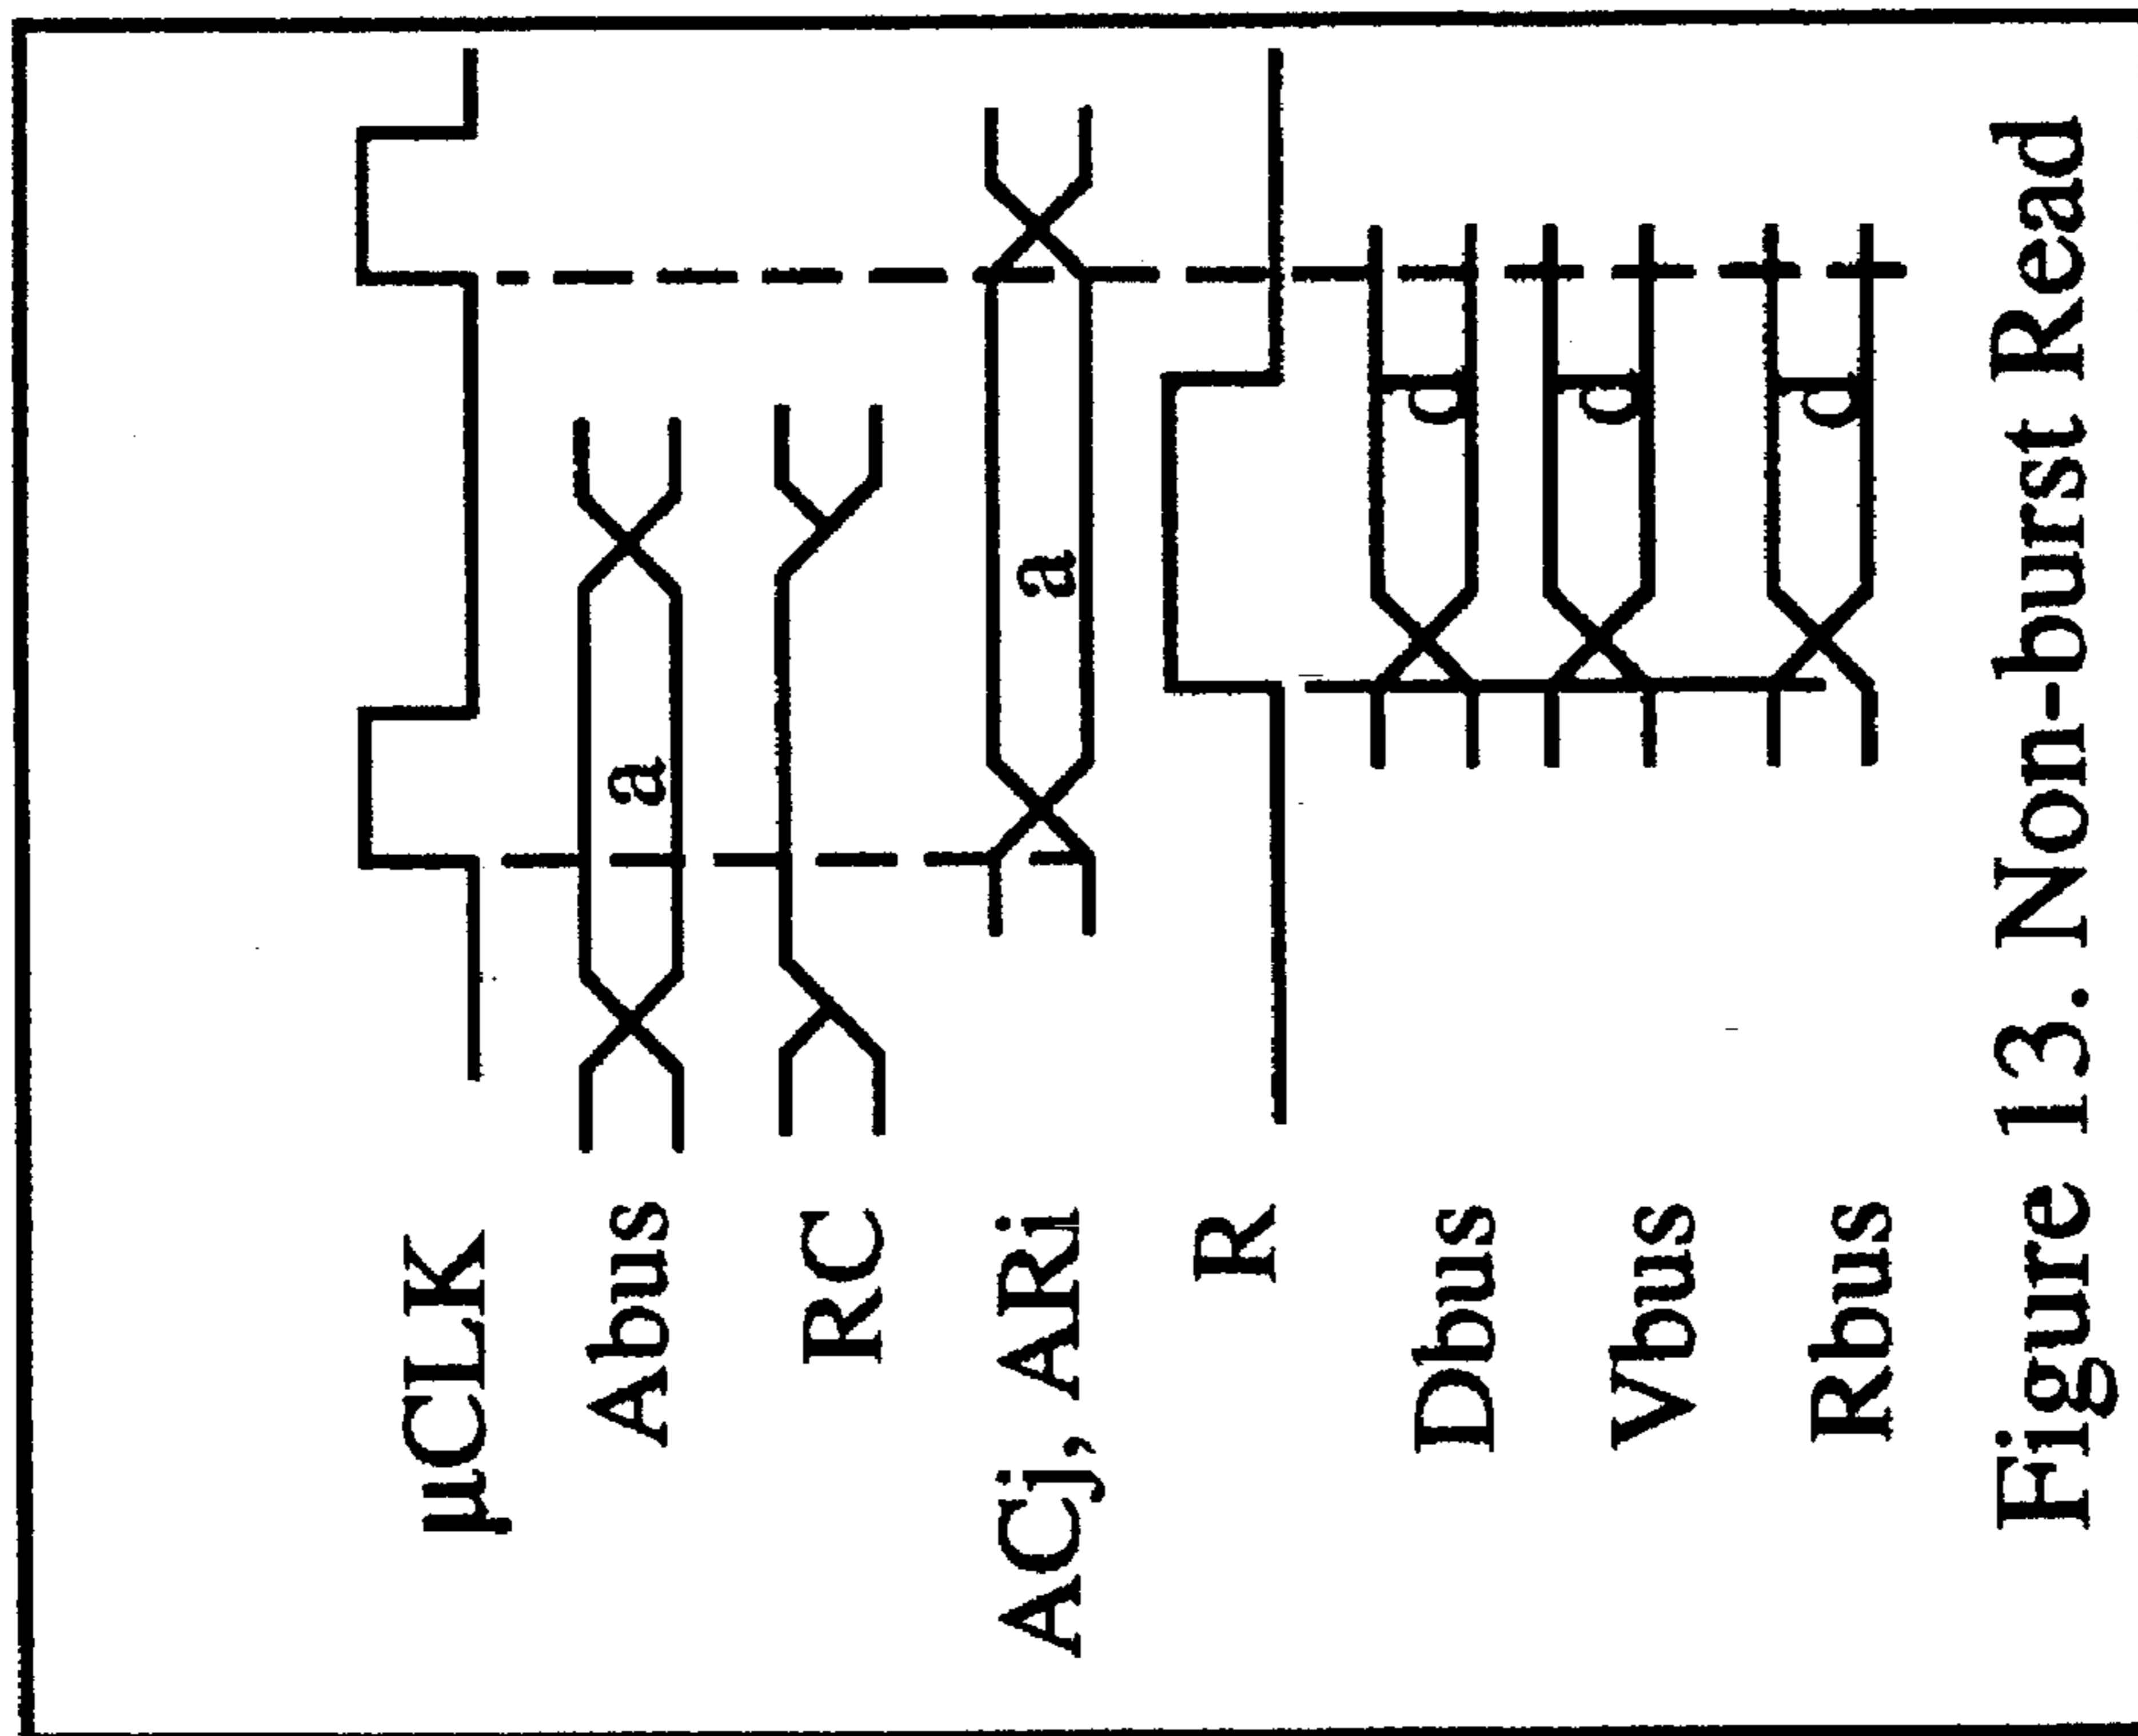 µCLK
Abus
a
RC
ACj, ARi
a
R
Dbus
d
Vbus
d
Rbus
d
Figure 13. Non-burst Read